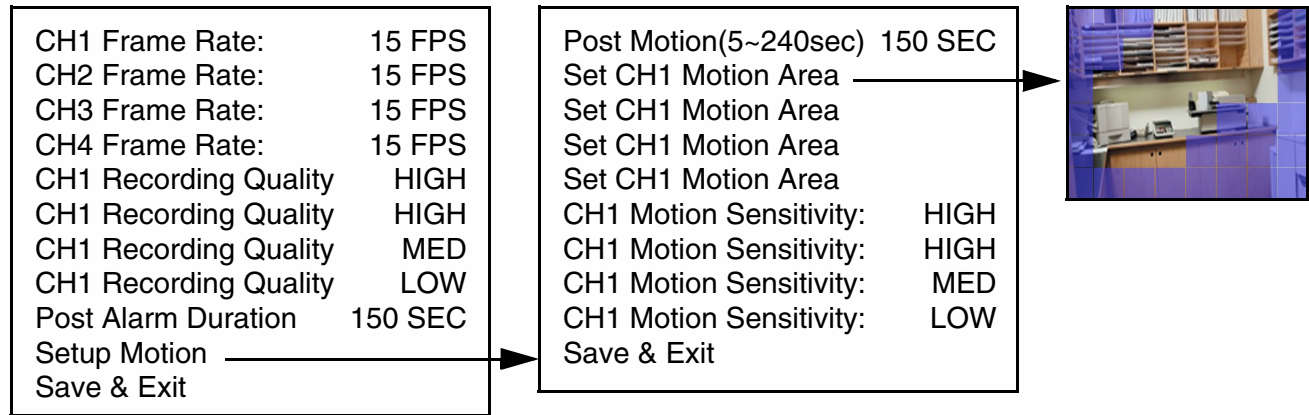 CH1 Frame Rate: 15 FPS
CH2 Frame Rate: 15 FPS
CH3 Frame Rate: 15 FPS
CH4 Frame Rate: 15 FPS
CH1 Recording Quality HIGH
CH1 Recording Quality HIGH
CH1 Recording Quality MED
CH1 Recording Quality LOW
Post Alarm Duration 150 SEC
Setup Motion
Save & Exit
Post Motion(5~240sec) 150 SEC
Set CH1 Motion Area
Set CH1 Motion Area
Set CH1 Motion Area
Set CH1 Motion Area
CH1 Motion Sensitivity: HIGH
CH1 Motion Sensitivity: HIGH
CH1 Motion Sensitivity: MED
CH1 Motion Sensitivity: LOW
Save & Exit